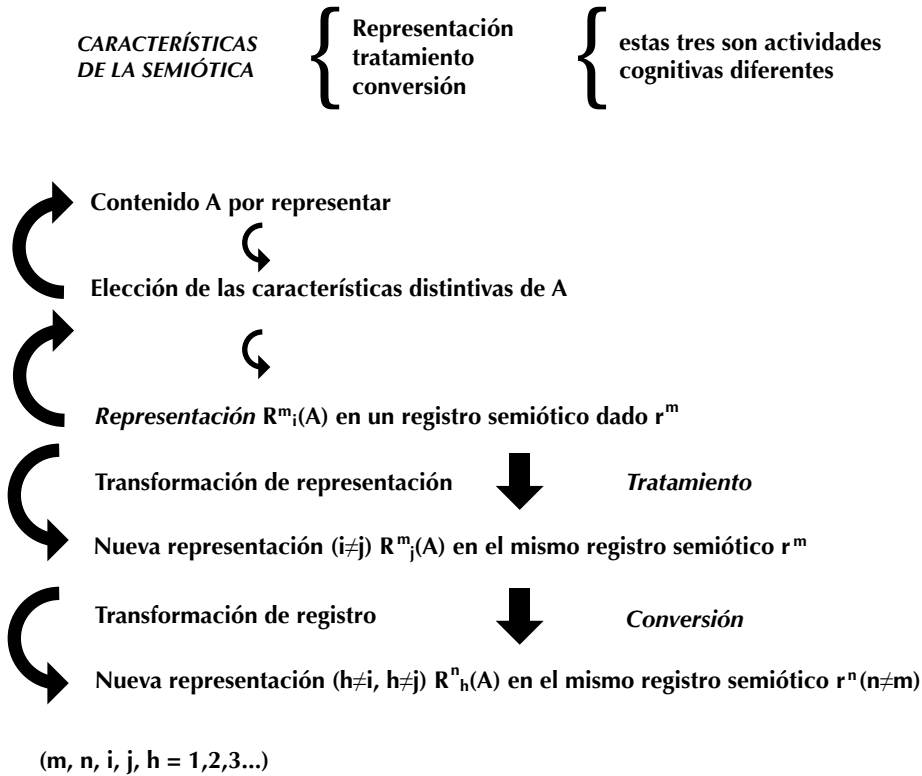 CARACTERÍSTICAS
DE LA SEMIÓTICA
Representación
tratamiento
conversión
estas tres son actividades
cognitivas diferentes
Contenido A por representar
Elección de las características distintivas de A
Representación Rᵐᵢ(A) en un registro semiótico dado rᵐ
Transformación de representación Tratamiento
Nueva representación (i≠j) Rᵐⱼ(A) en el mismo registro semiótico rᵐ
Transformación de registro Conversión
Nueva representación (h≠i, h≠j) Rⁿₕ(A) en el mismo registro semiótico rⁿ(n≠m)
(m, n, i, j, h = 1,2,3...)